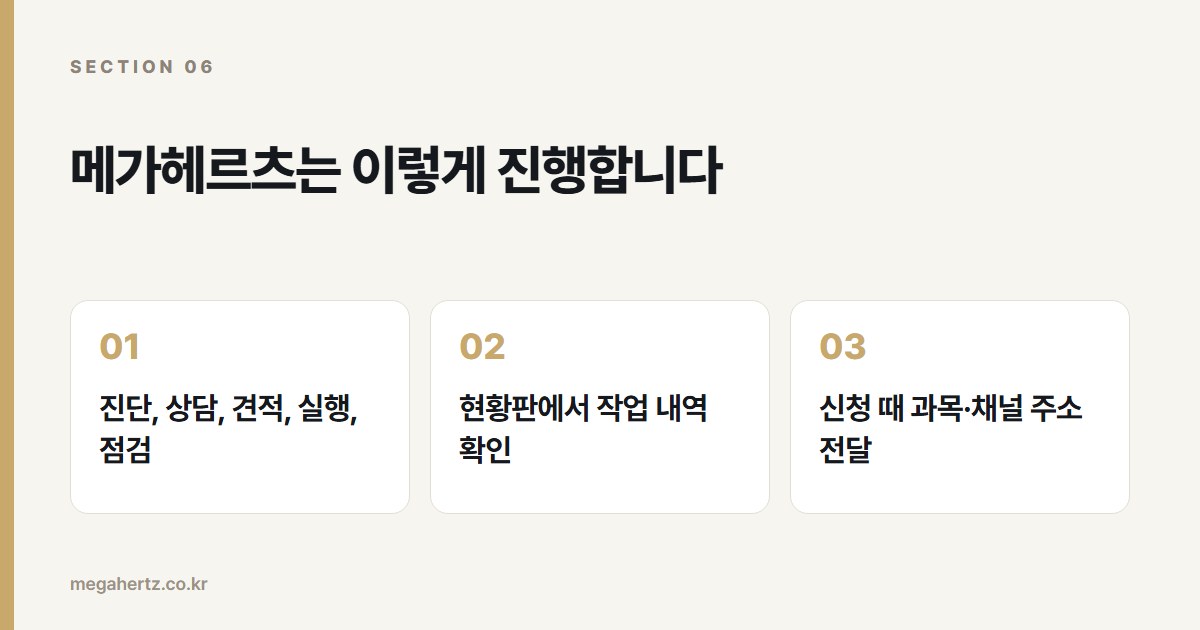 SECTION 06
메가헤르츠는 이렇게 진행합니다
01
진단, 상담, 견적, 실행,
점검
02
현황판에서 작업 내역
확인
03
신청 때 과목·채널 주소
전달
megahertz.co.kr